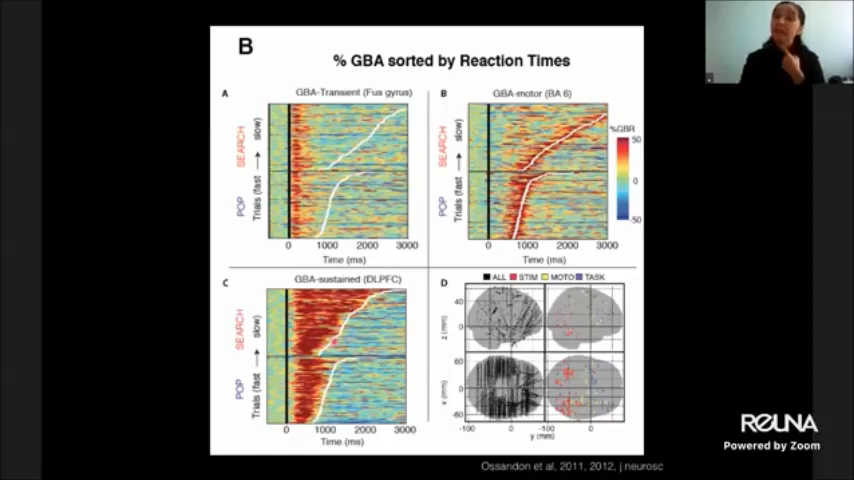 B
% GBA sorted by Reaction Times
A
GBA-Transient (Fus gyrus)
SEARCH
POP
Trials (fast → slow)
0 1000 2000 3000
Time (ms)
B
GBA-motor (BA 6)
SEARCH
POP
Trials (fast → slow)
0 1000 2000 3000
Time (ms)
%GBR
50
0
-50
C
GBA-sustained (DLPFC)
SEARCH
POP
Trials (fast → slow)
0 1000 2000 3000
Time (ms)
D
ALL STIM MOTO TASK
z (mm)
40
0
x (mm)
60
0
-60
-100 0 -100 0
y (mm)
Ossandon et al, 2011, 2012, j neurosc
REUNA
Powered by Zoom